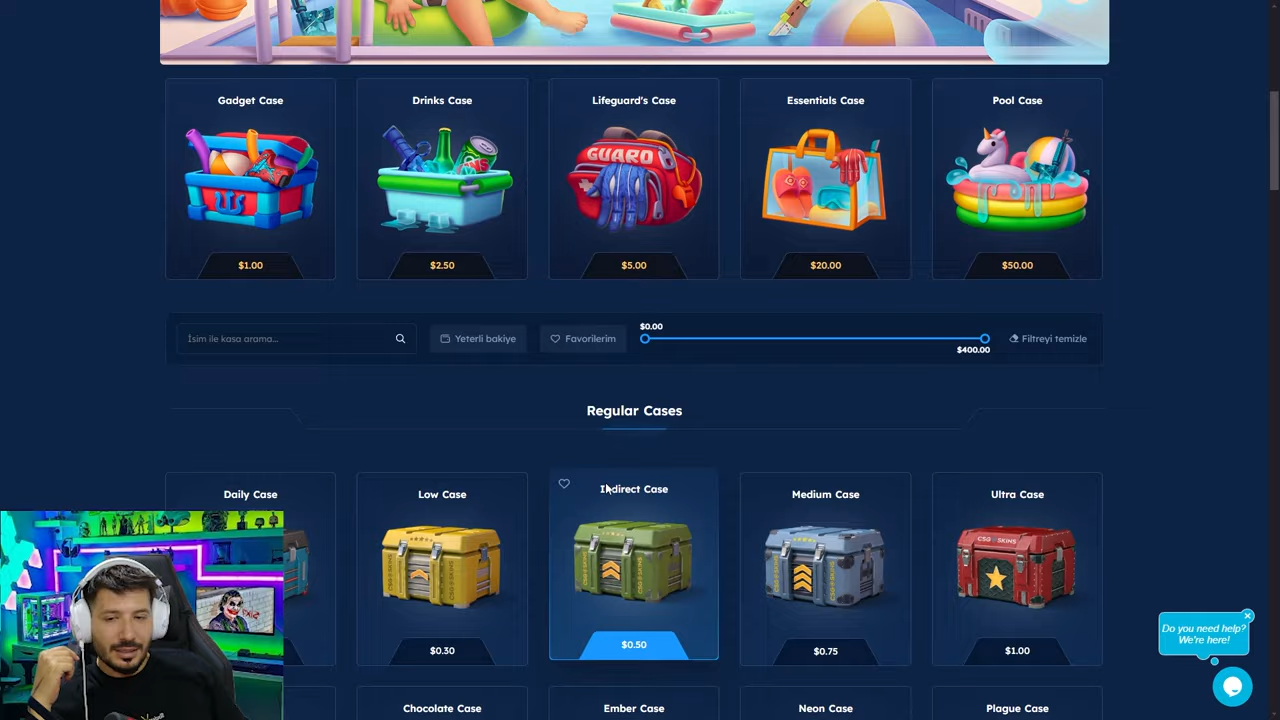 Gadget Case
Drinks Case
Lifeguard's Case
Essentials Case
Pool Case
GUARD
$1.00
$2.50
$5.00
$20.00
$50.00
İsim ile kasa arama...
Yeterli bakiye
Favorilerim
$0.00
$400.00
Filtreyi temizle
Regular Cases
Daily Case
Low Case
Indirect Case
Medium Case
Ultra Case
CSGOSKINS
$0.30
$0.50
$0.75
$1.00
Do you need help?
We're here!
Chocolate Case
Ember Case
Neon Case
Plague Case